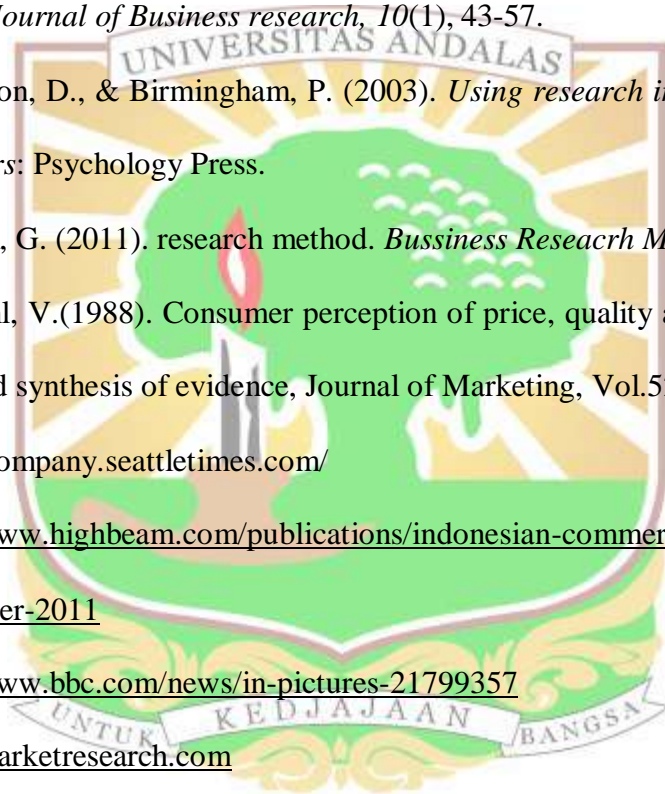 Journal of Business research, 10(1), 43-57.
UNIVERSITAS ANDALAS
on, D., & Birmingham, P. (2003). Using research in
rs: Psychology Press.
, G. (2011). research method. Bussiness Reseacrh M
l, V.(1988). Consumer perception of price, quality a
d synthesis of evidence, Journal of Marketing, Vol.5
ompany.seattletimes.com/
ww.highbeam.com/publications/indonesian-commer
er-2011
ww.bbc.com/news/in-pictures-21799357
UNTUK KEDJAJAAN BANGSA
arketresearch.com